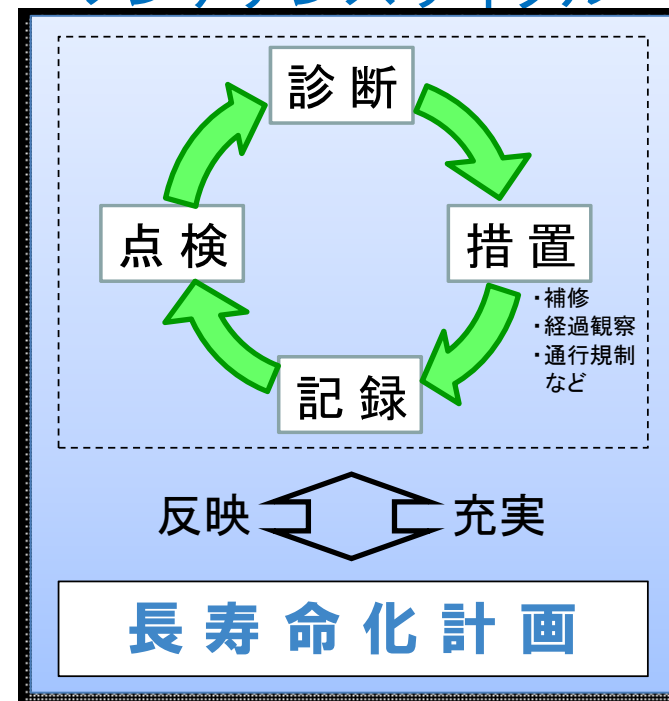 診断
点検
措置
・補修
・経過観察
・通行規制
など
記録
反映
充実
長寿命化計画